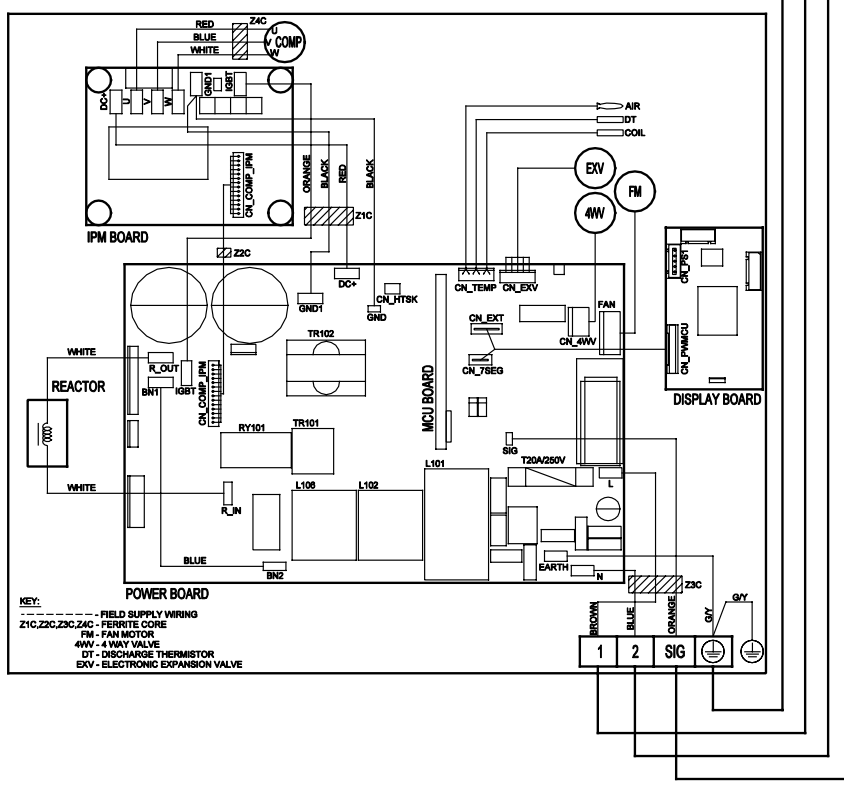 RED
Z4C
BLUE
WHITE
U
V COMP
W
DC+
U
V
W
GND1
IGBT
CN_COMP_IPM
IPM BOARD
ORANGE
BLACK
RED
BLACK
Z1C
Z2C
AIR
DT
COIL
EXV
FM
4WV
CN_TEMP
CN_EXV
CN_PS1
CN_PWMCU
DISPLAY BOARD
DC+
GND1
CN_HTSK
GND
CN_EXT
CN_4WV
FAN
CN_7SEG
TR102
MCU BOARD
WHITE
R_OUT
REACTOR
BN1
IGBT
CN_COMP_IPM
RY101
TR101
SIG
T20A/250V
L
L101
WHITE
R_IN
L106
L102
BLUE
BN2
EARTH
N
Z3C
POWER BOARD
KEY:
- - - - - - - - - - - FIELD SUPPLY WIRING
Z1C,Z2C,Z3C,Z4C - FERRITE CORE
FM - FAN MOTOR
4WV - 4 WAY VALVE
DT - DISCHARGE THERMISTOR
EXV - ELECTRONIC EXPANSION VALVE
BROWN
BLUE
ORANGE
G/Y
G/Y
1
2
SIG